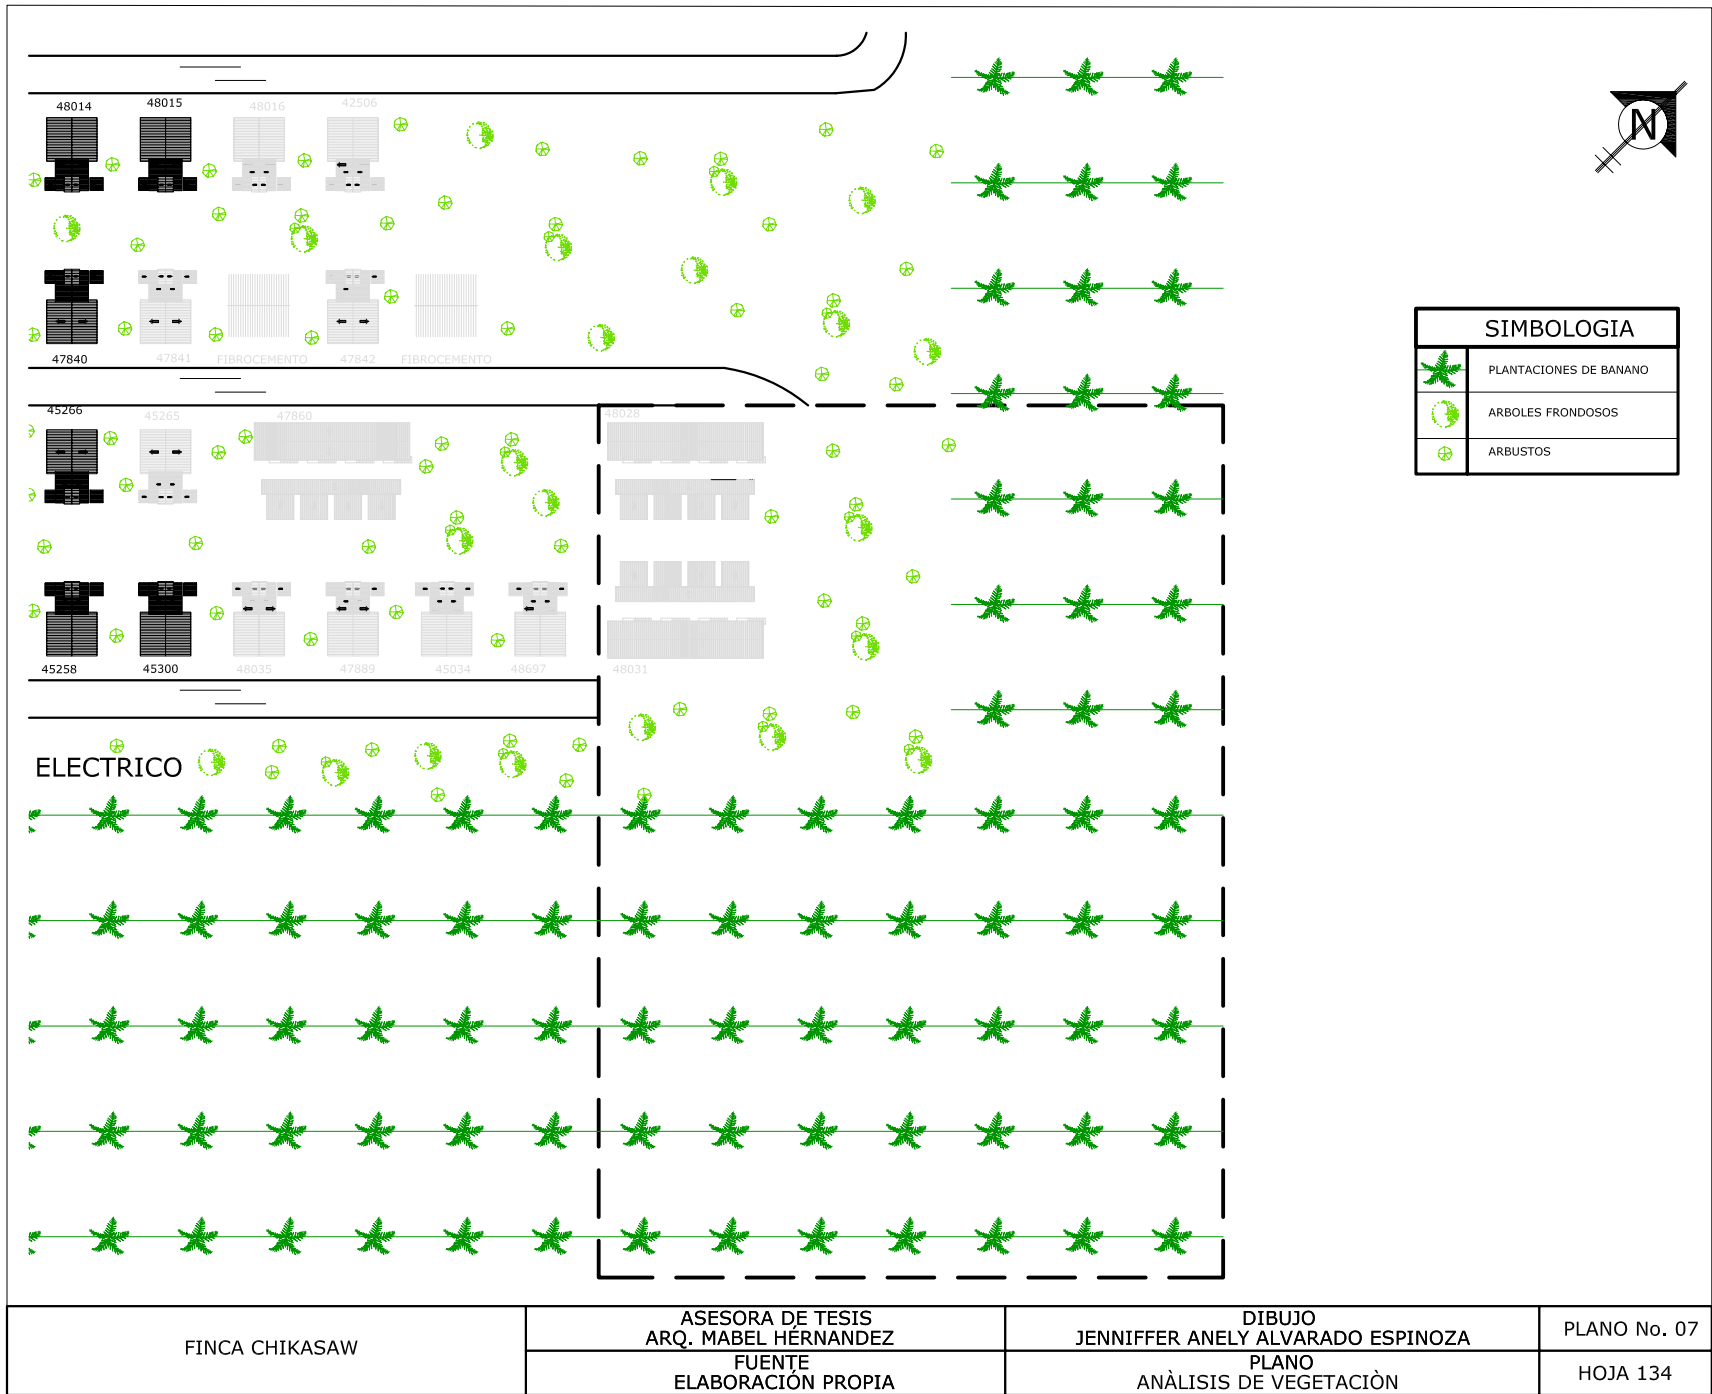 48014 48015 48016 42506
N
47840 47841 FIBROCEMENTO 47842 FIBROCEMENTO
SIMBOLOGIA
PLANTACIONES DE BANANO
ARBOLES FRONDOSOS
ARBUSTOS
45266 45265 47860 48028
45258 45300 48035 47889 45034 48697 48031
ELECTRICO
FINCA CHIKASAW
ASESORA DE TESIS
ARQ. MABEL HÉRNANDEZ
FUENTE
ELABORACIÓN PROPIA
DIBUJO
JENNIFFER ANELY ALVARADO ESPINOZA
PLANO
ANÀLISIS DE VEGETACIÒN
PLANO No. 07
HOJA 134